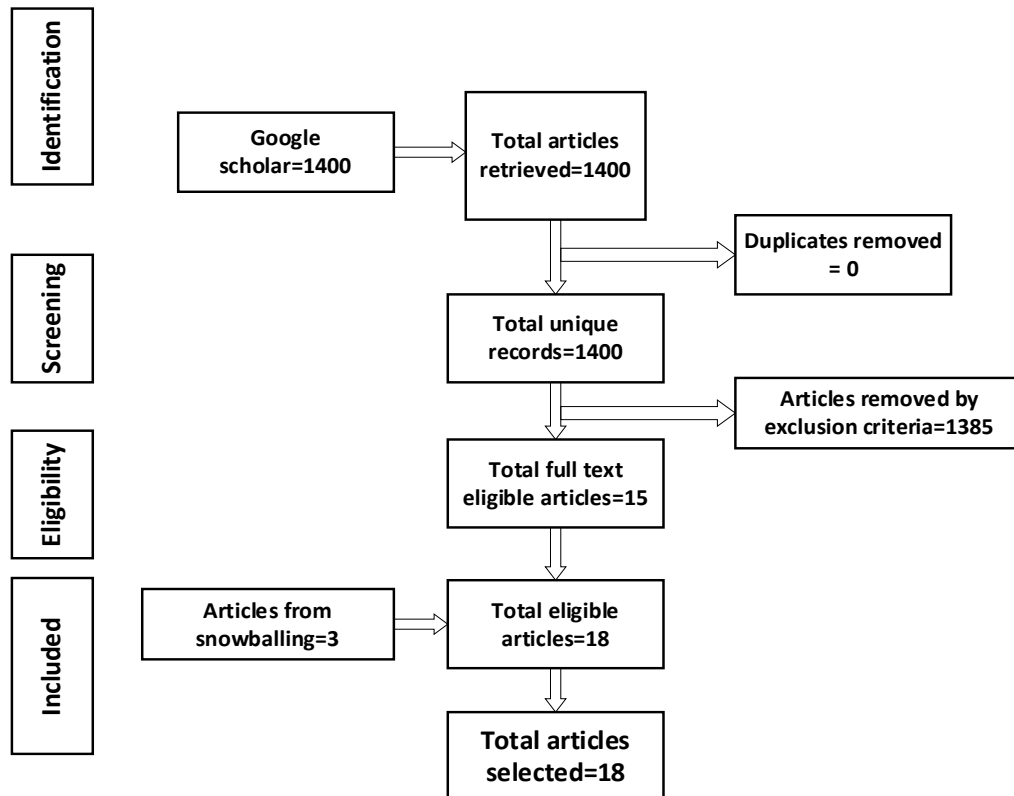 Identification
Google
scholar=1400
Total articles
retrieved=1400
Duplicates removed
= 0
Screening
Total unique
records=1400
Articles removed by
exclusion criteria=1385
Eligibility
Total full text
eligible articles=15
Included
Articles from
snowballing=3
Total eligible
articles=18
Total articles
selected=18